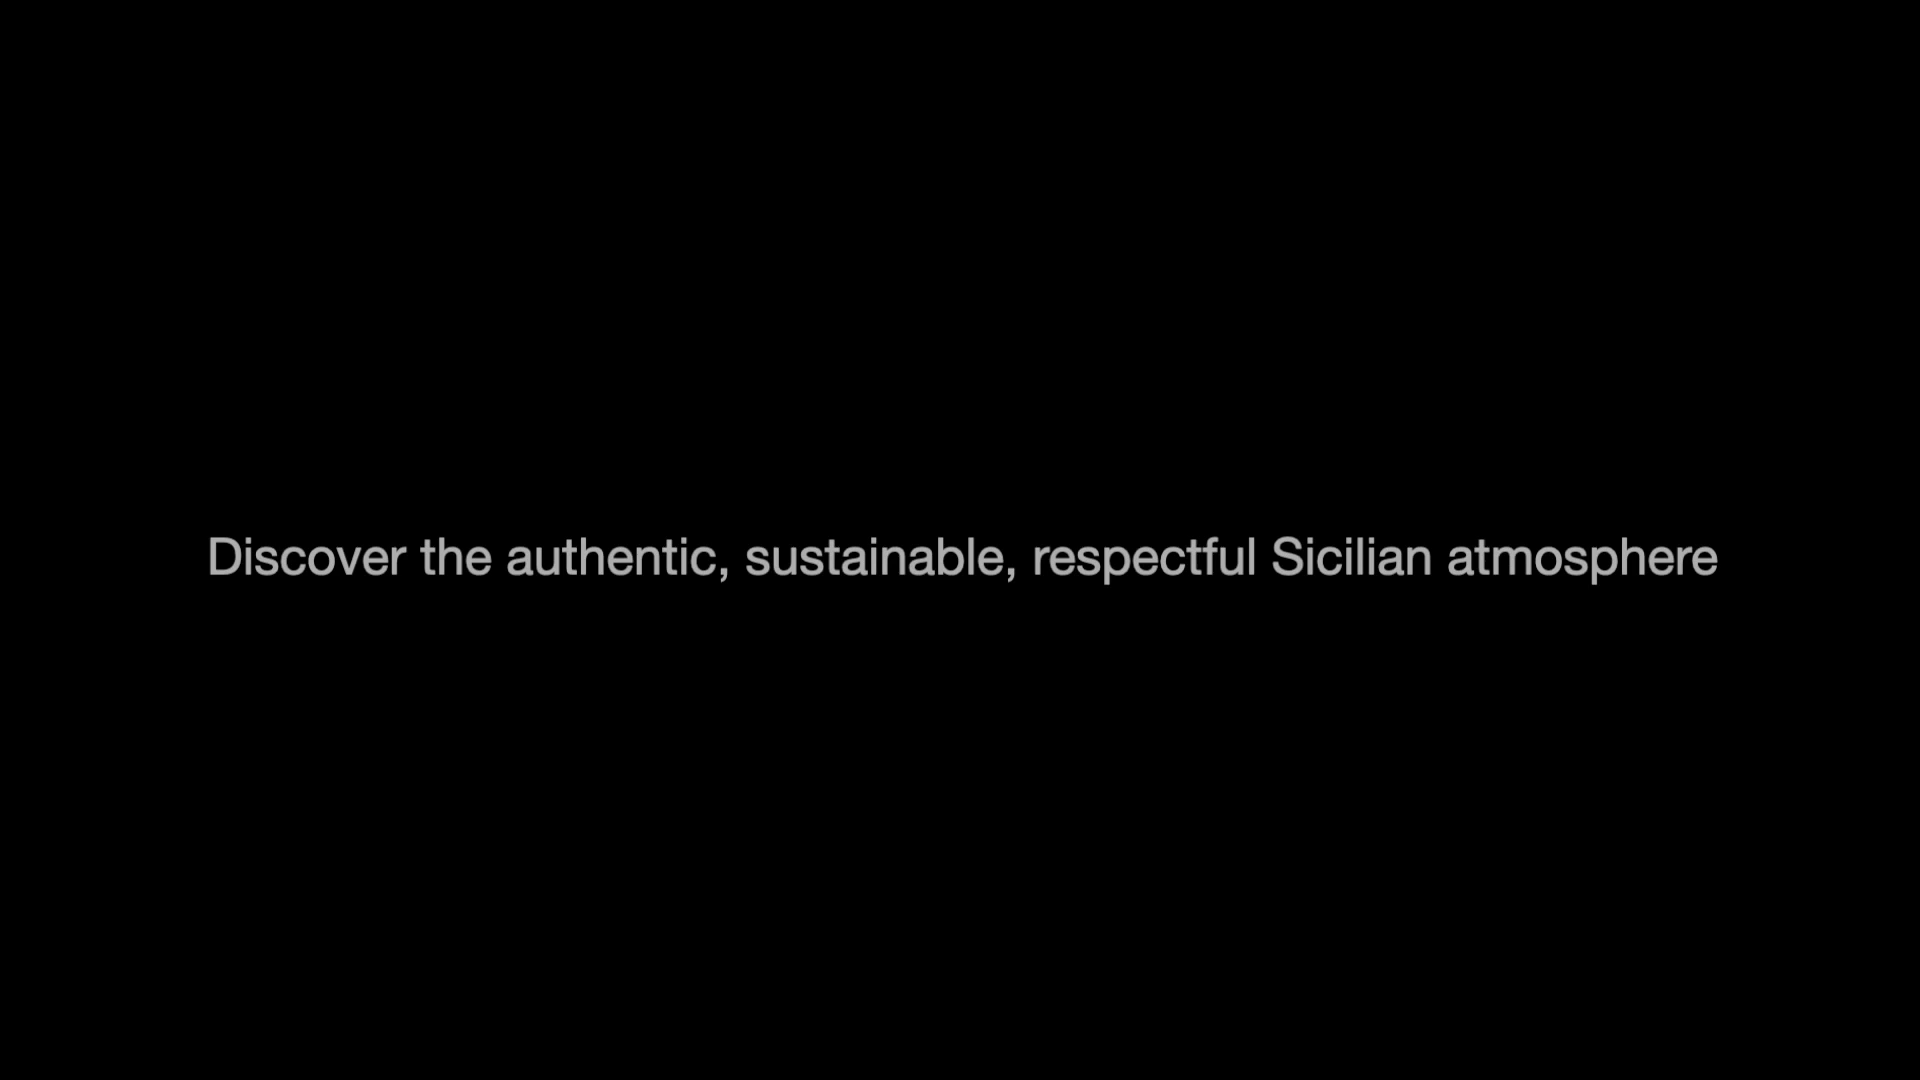 Discover the authentic, sustainable, respectful Sicilian atmosphere